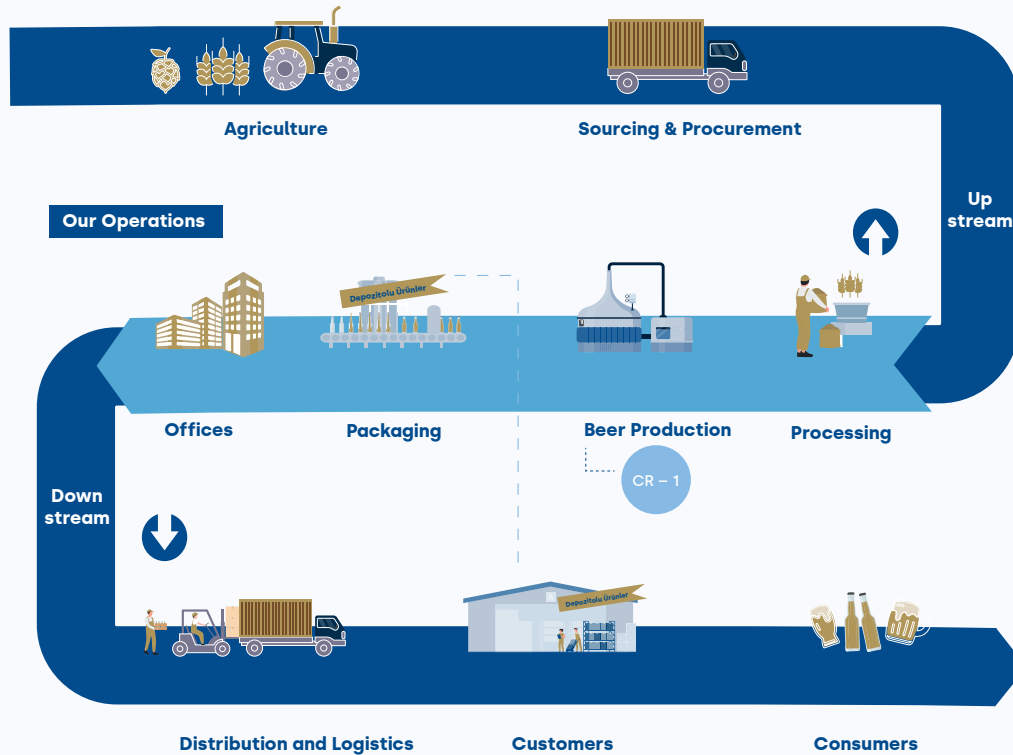 Agriculture
Sourcing & Procurement
Up
stream
Our Operations
Depozitolu Ürünler
Offices
Packaging
Beer Production
Processing
CR – 1
Down
stream
Depozitolu Ürünler
Distribution and Logistics
Customers
Consumers